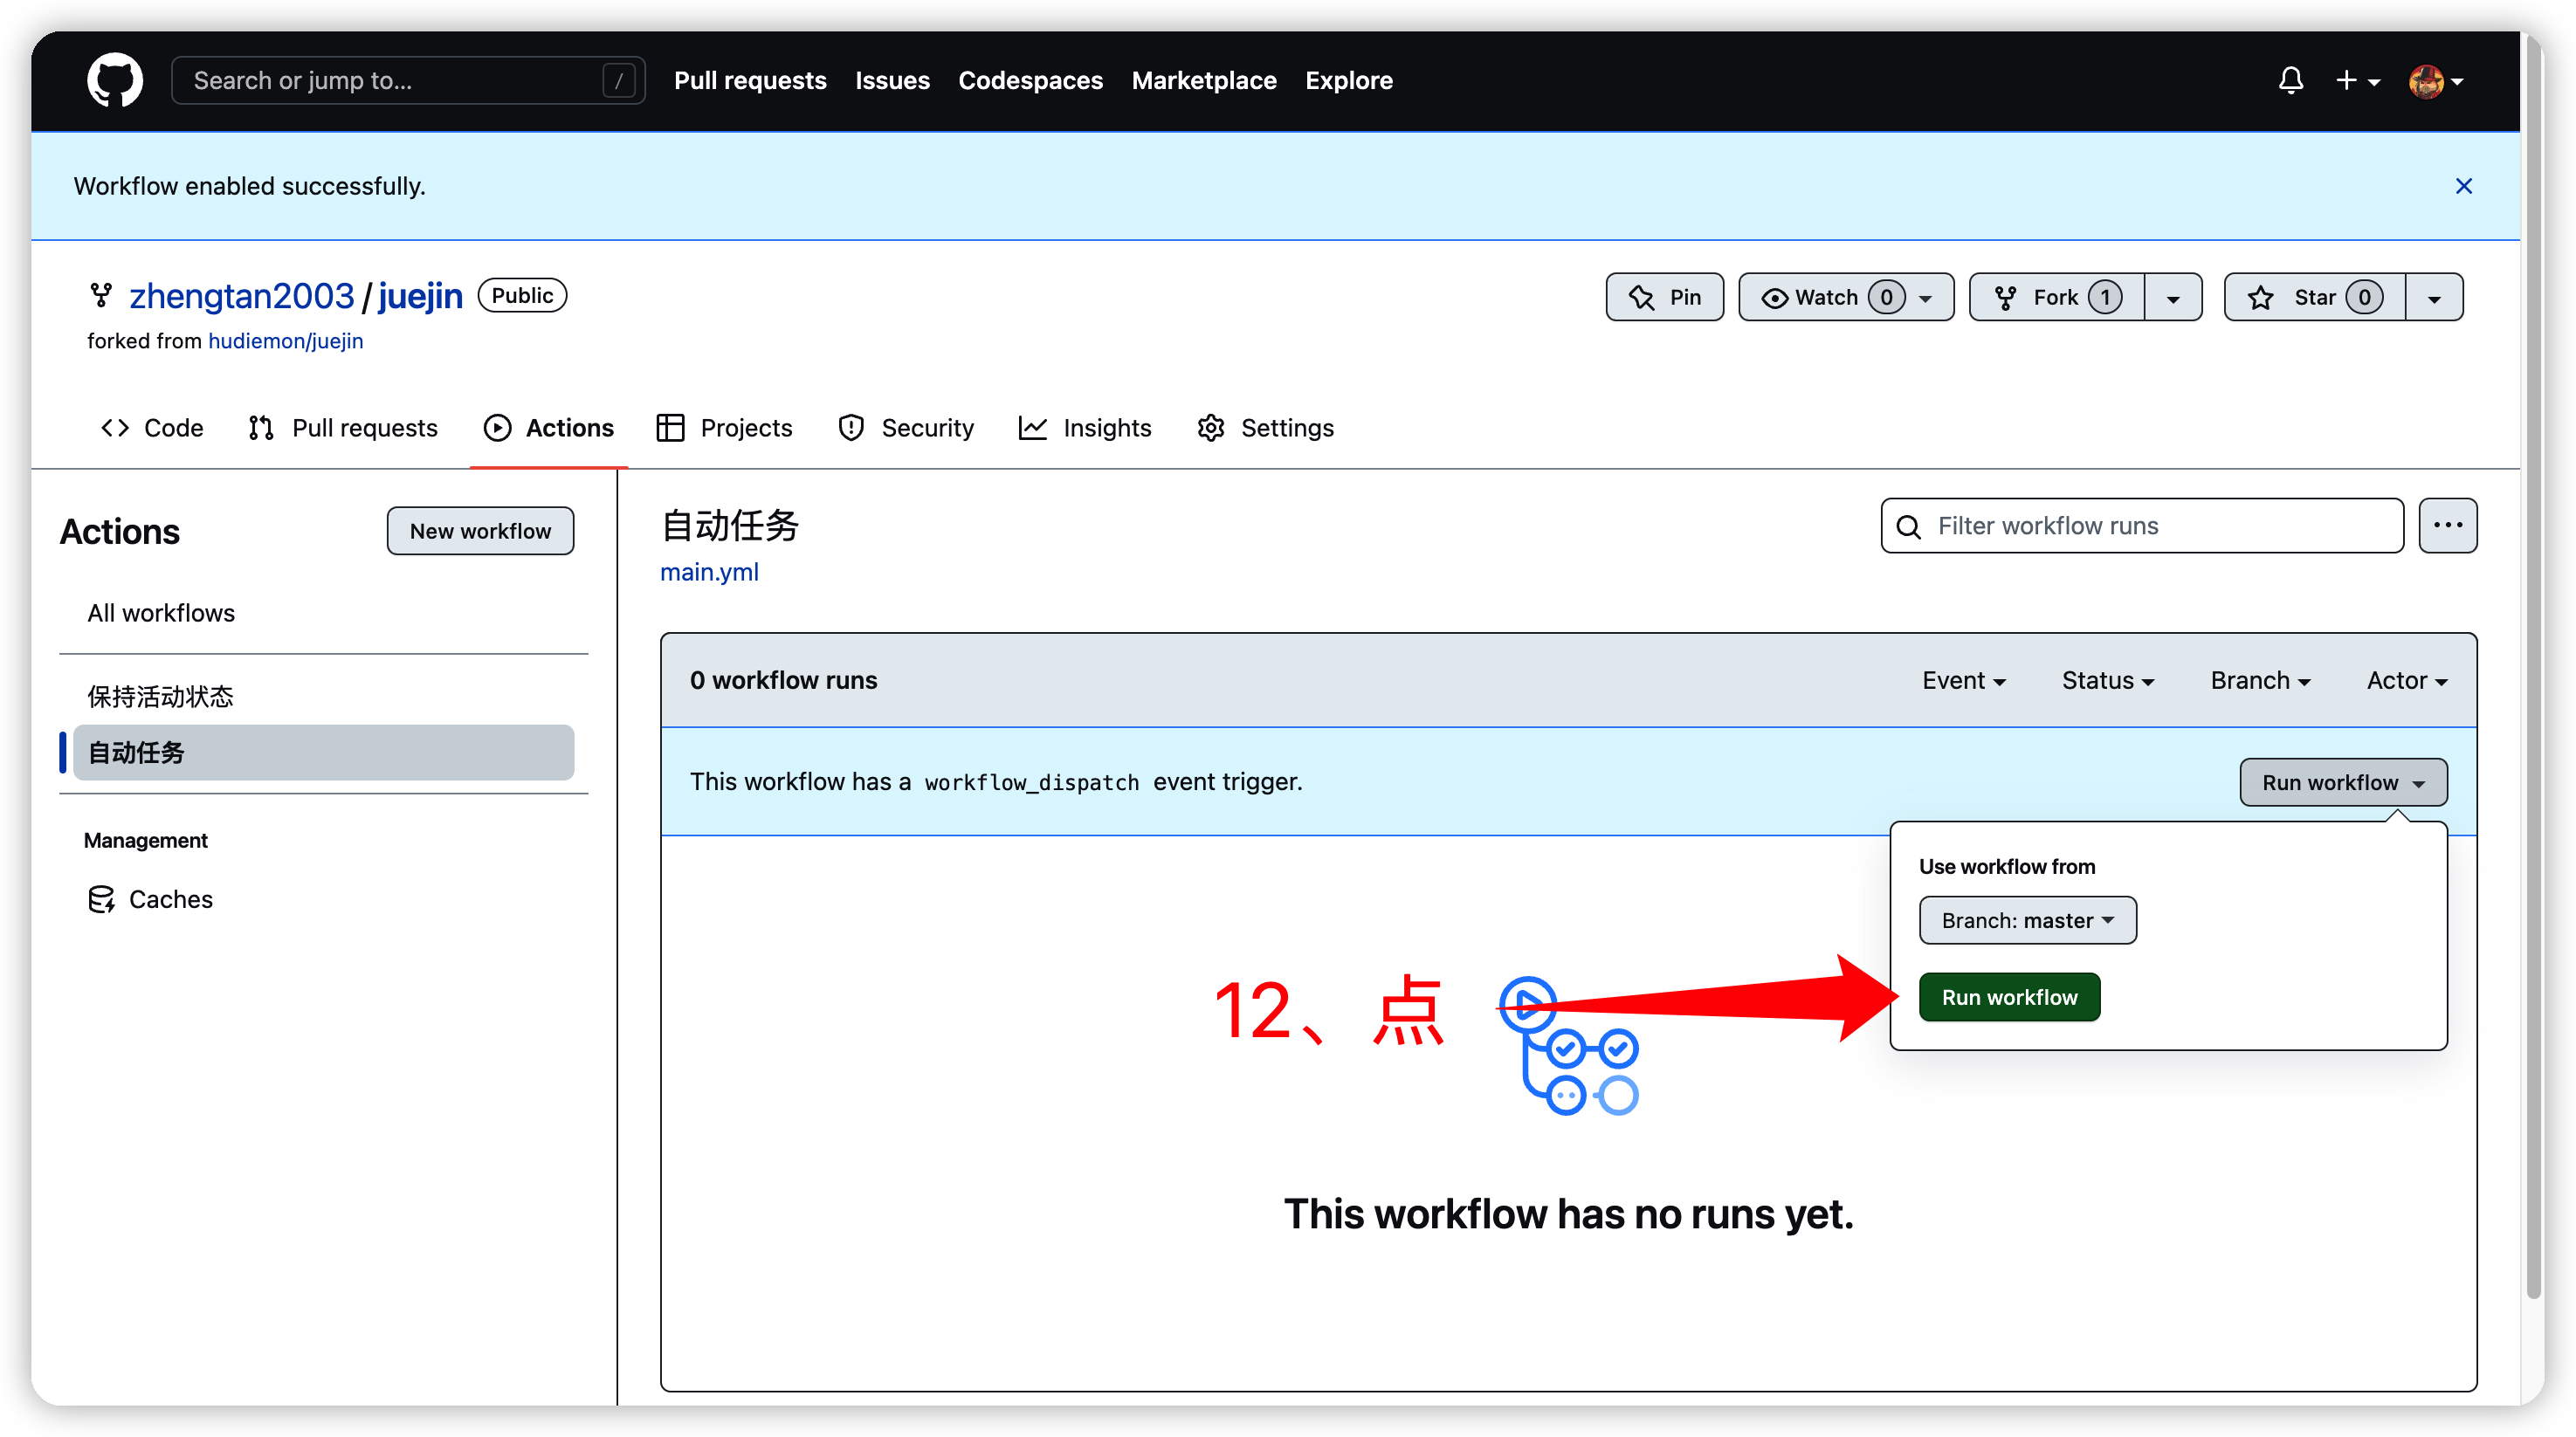 Search or jump to... / Pull requests Issues Codespaces Marketplace Explore
Workflow enabled successfully.
zhengtan2003 / juejin Public Pin Watch 0 Fork 1 Star 0
forked from hudiemon/juejin
Code Pull requests Actions Projects Security Insights Settings
Actions New workflow
All workflows
保持活动状态
自动任务
Management
Caches
自动任务 Filter workflow runs
main.yml
0 workflow runs Event Status Branch Actor
This workflow has a workflow_dispatch event trigger. Run workflow
Use workflow from
Branch: master
12、点 Run workflow
This workflow has no runs yet.